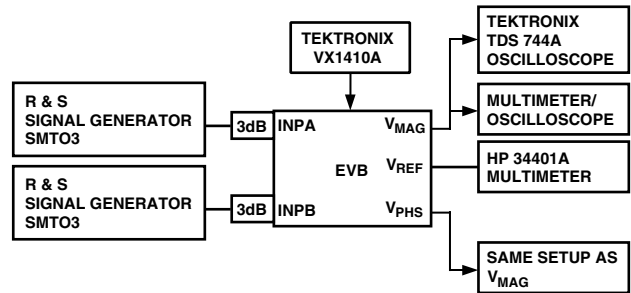 TEKTRONIX
VX1410A
TEKTRONIX
TDS 744A
OSCILLOSCOPE
R & S
SIGNAL GENERATOR
SMTO3
3dB
INPA
VMAG
MULTIMETER/
OSCILLOSCOPE
EVB
VREF
HP 34401A
MULTIMETER
R & S
SIGNAL GENERATOR
SMTO3
3dB
INPB
VPHS
SAME SETUP AS
VMAG